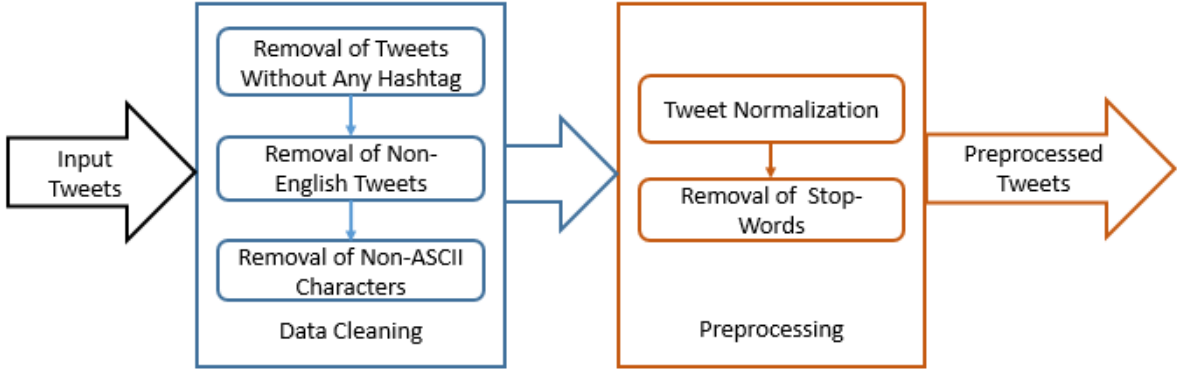 Input
Tweets
Removal of Tweets
Without Any Hashtag
Removal of Non-
English Tweets
Removal of Non-ASCII
Characters
Data Cleaning
Tweet Normalization
Removal of Stop-
Words
Preprocessing
Preprocessed
Tweets